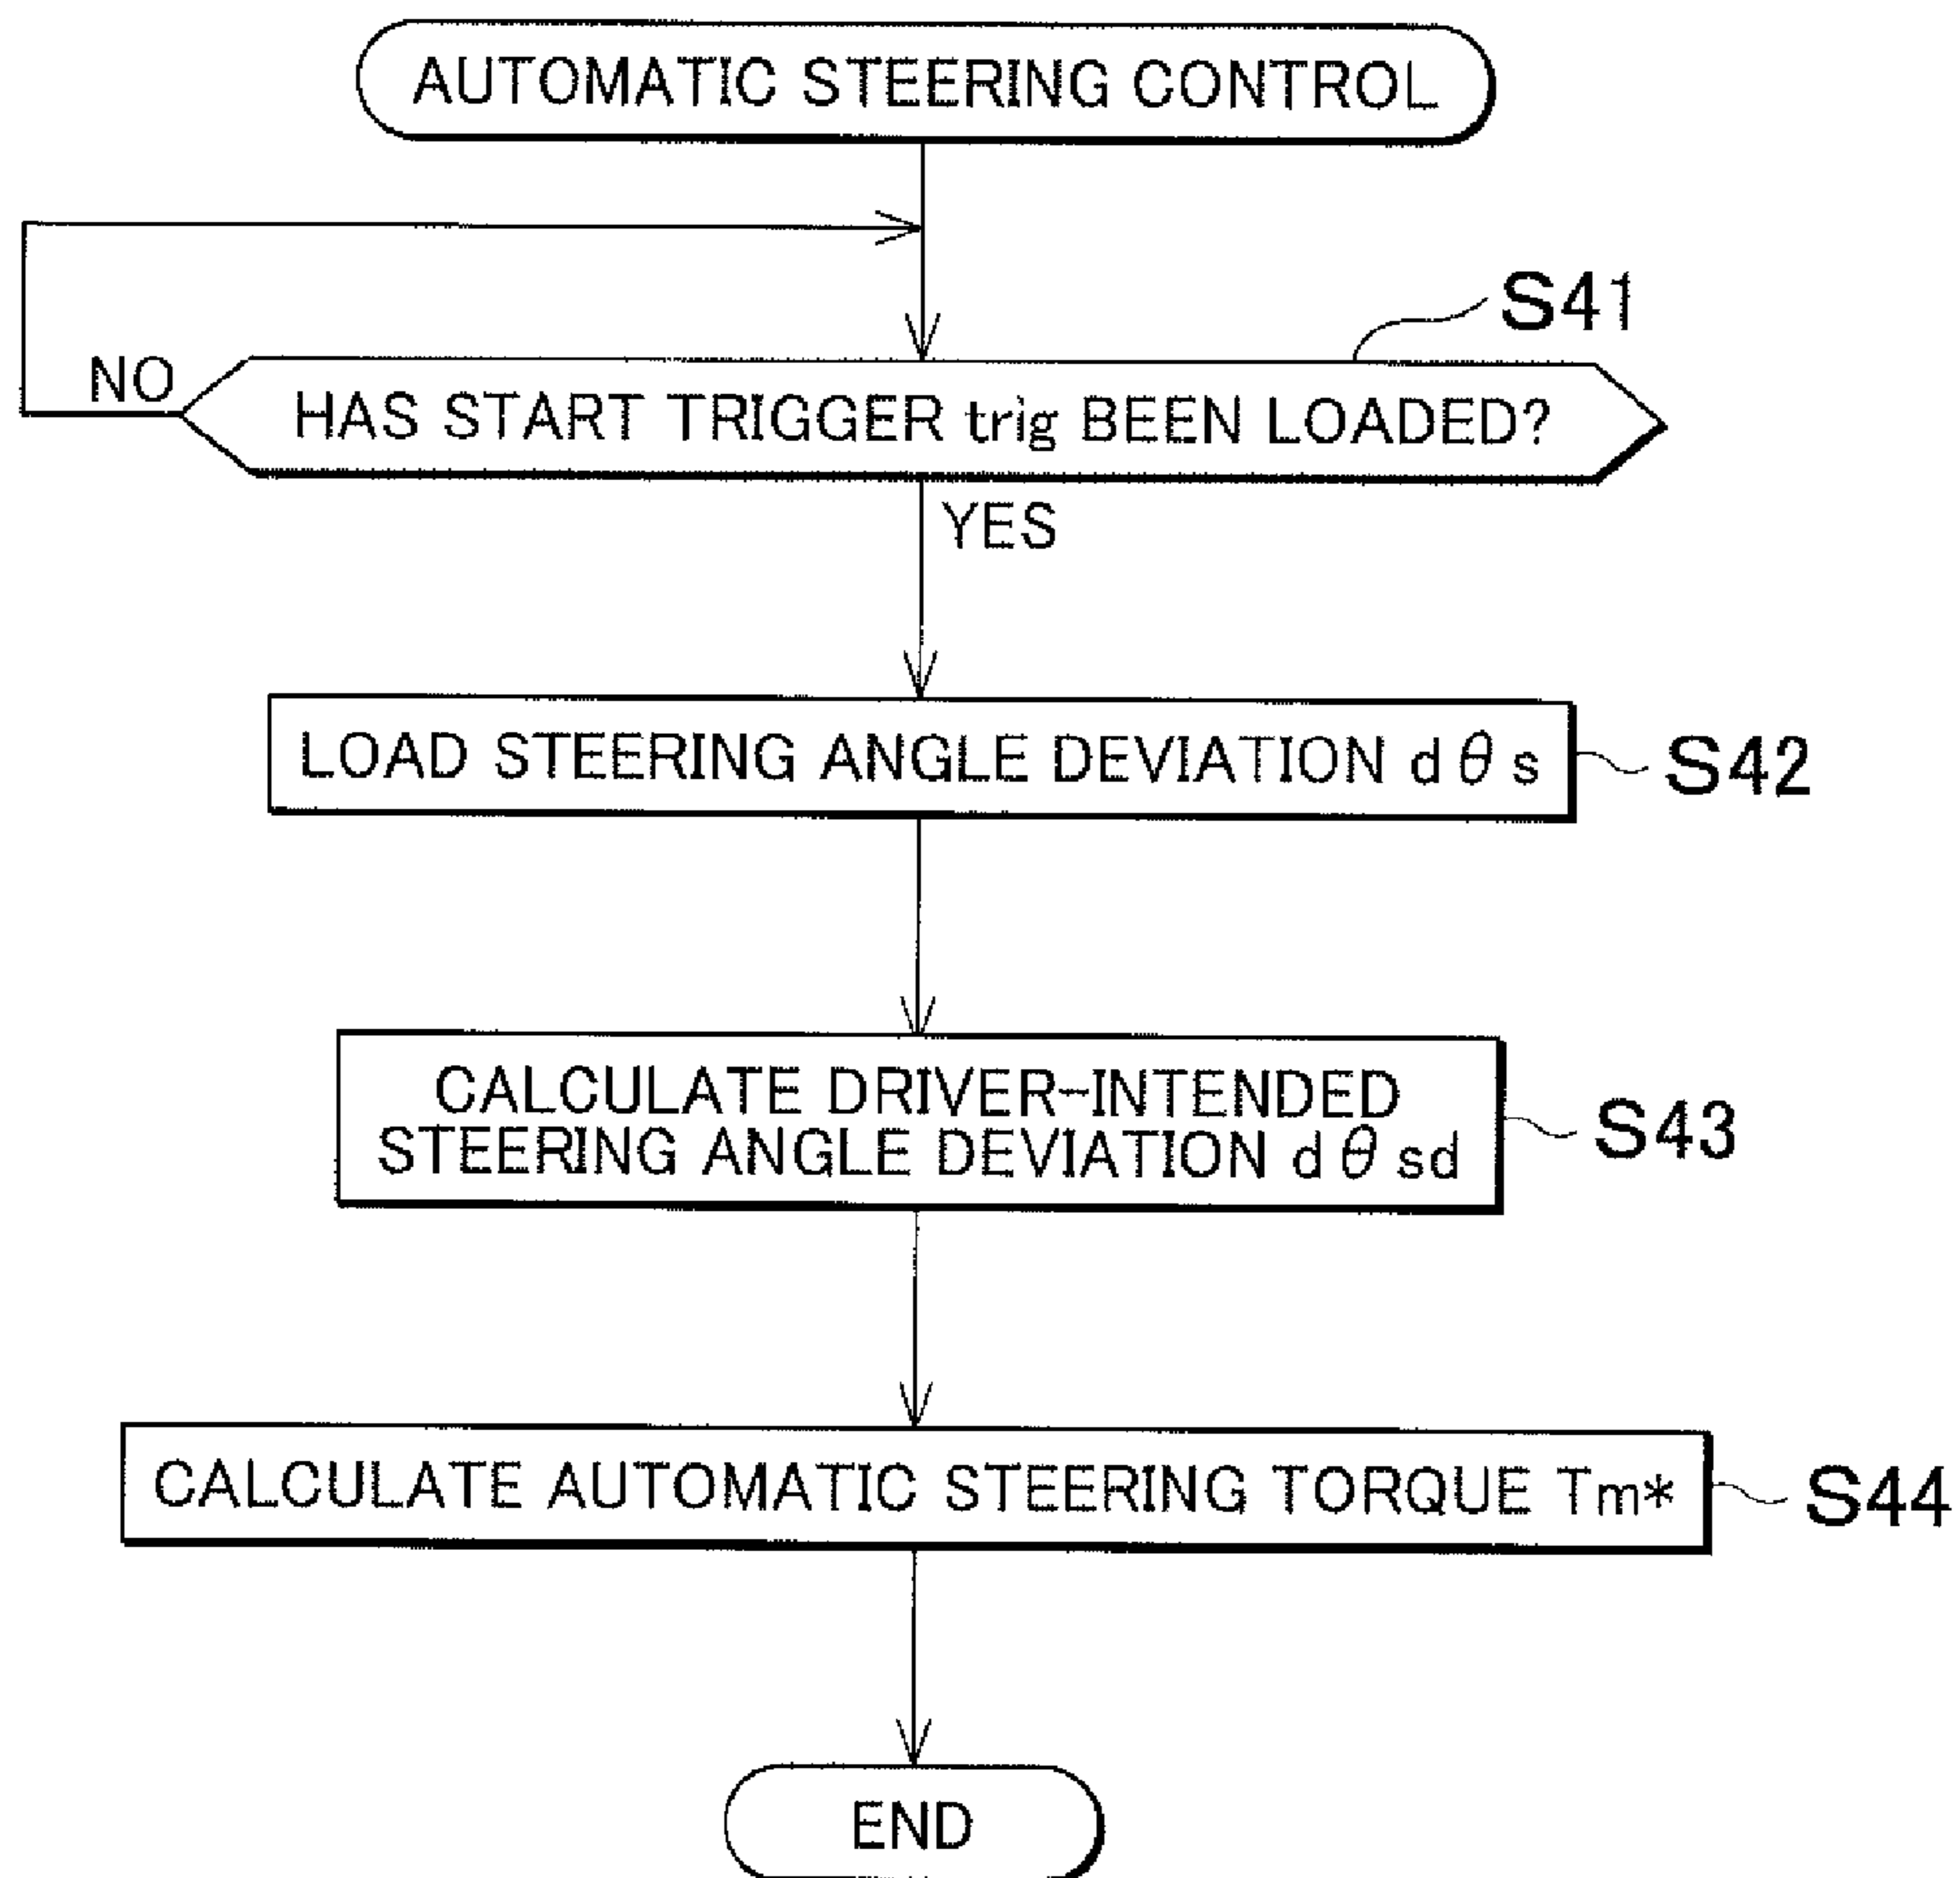 AUTOMATIC STEERING CONTROL
S41
NO
HAS START TRIGGER trig BEEN LOADED?
YES
LOAD STEERING ANGLE DEVIATION dθs
S42
CALCULATE DRIVER-INTENDED
STEERING ANGLE DEVIATION dθsd
S43
CALCULATE AUTOMATIC STEERING TORQUE Tm*
S44
END